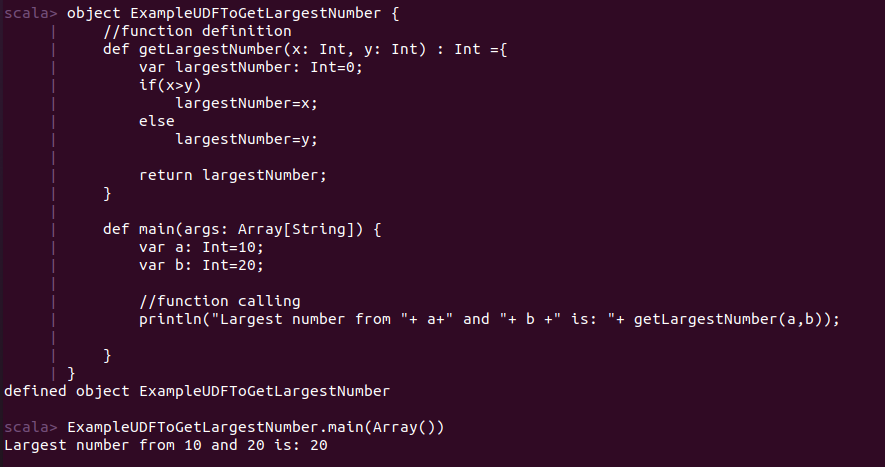 scala> object ExampleUDFToGetLargestNumber {
     |     //function definition
     |     def getLargestNumber(x: Int, y: Int) : Int ={
     |         var largestNumber: Int=0;
     |         if(x>y)
     |             largestNumber=x;
     |         else
     |             largestNumber=y;
     |
     |         return largestNumber;
     |     }
     |
     |     def main(args: Array[String]) {
     |         var a: Int=10;
     |         var b: Int=20;
     |
     |         //function calling
     |         println("Largest number from "+ a+" and "+ b +" is: "+ getLargestNumber(a,b));
     |
     |     }
     | }
defined object ExampleUDFToGetLargestNumber

scala> ExampleUDFToGetLargestNumber.main(Array())
Largest number from 10 and 20 is: 20